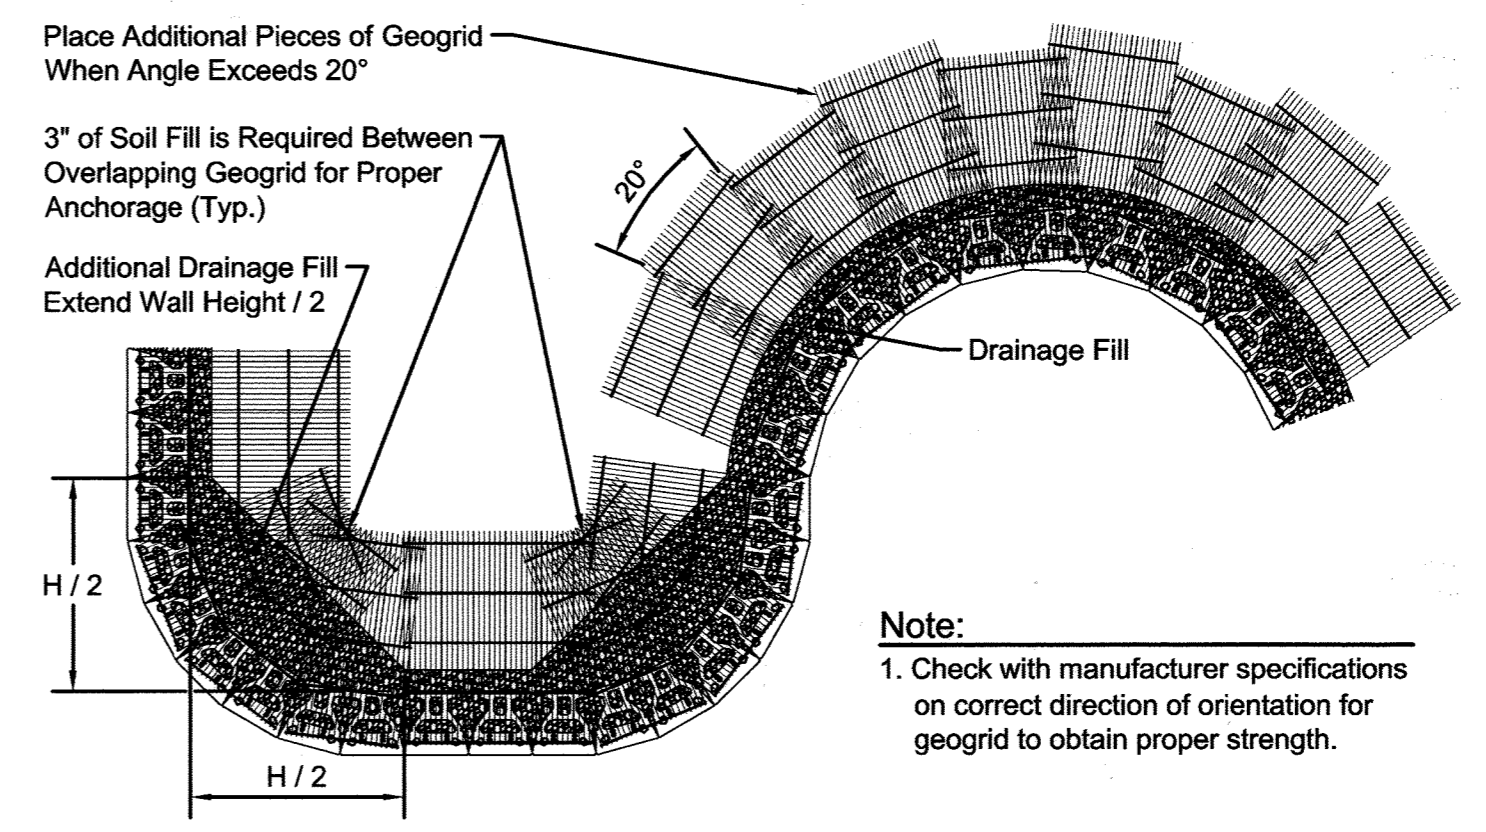 Place Additional Pieces of Geogrid
When Angle Exceeds 20°
3" of Soil Fill is Required Between
Overlapping Geogrid for Proper
Anchorage (Typ.)
20°
Additional Drainage Fill
Extend Wall Height / 2
Drainage Fill
H / 2
H / 2
Note:
1. Check with manufacturer specifications
on correct direction of orientation for
geogrid to obtain proper strength.